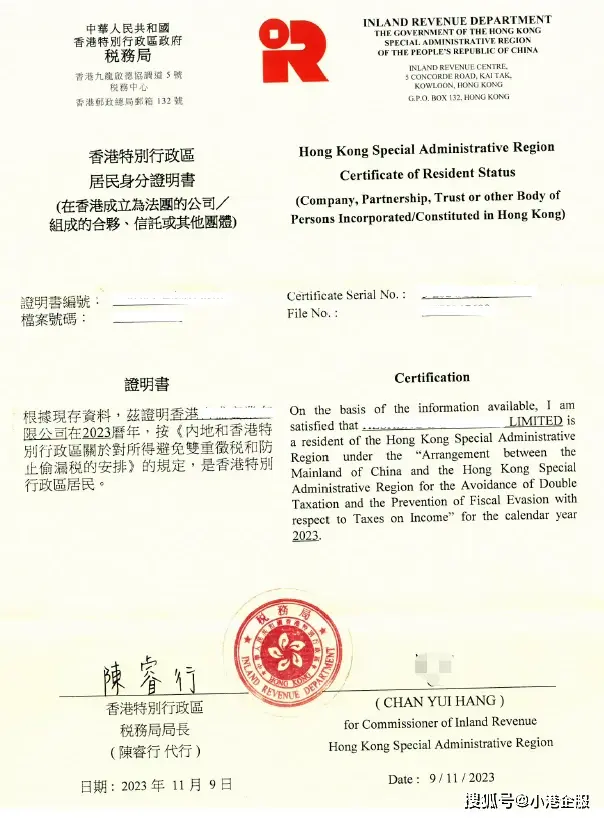 中華人民共和國
香港特別行政區政府
稅務局
香港九龍啟德協調道 5 號
稅務中心
香港郵政總局郵箱 132 號
INLAND REVENUE DEPARTMENT
THE GOVERNMENT OF THE HONG KONG
SPECIAL ADMINISTRATIVE REGION
OF THE PEOPLE'S REPUBLIC OF CHINA
INLAND REVENUE CENTRE,
5 CONCORDE ROAD, KAI TAK,
KOWLOON, HONG KONG
G.P.O. BOX 132, HONG KONG
香港特別行政區
居民身分證明書
(在香港成立為法團的公司／
組成的合夥、信託或其他團體)
Hong Kong Special Administrative Region
Certificate of Resident Status
(Company, Partnership, Trust or other Body of
Persons Incorporated/Constituted in Hong Kong)
證明書編號：
檔案號碼：
Certificate Serial No. :
File No. :
證明書
根據現存資料，茲證明香港
限公司在2023曆年，按《內地和香港特
別行政區關於對所得避免雙重徵稅和防
止偷漏稅的安排》的規定，是香港特別
行政區居民。
Certification
On the basis of the information available, I am
satisfied that LIMITED is
a resident of the Hong Kong Special Administrative
Region under the “Arrangement between the
Mainland of China and the Hong Kong Special
Administrative Region for the Avoidance of Double
Taxation and the Prevention of Fiscal Evasion with
respect to Taxes on Income” for the calendar year
2023.
稅務局
中華人民共和國香港特別行政區
HONG KONG
INLAND REVENUE DEPARTMENT
陳睿行
香港特別行政區
稅務局局長
(陳睿行 代行)
日期：2023 年 11 月 9 日
( CHAN YUI HANG )
for Commissioner of Inland Revenue
Hong Kong Special Administrative Region
Date : 9/11/2023
搜狐号@小港企服